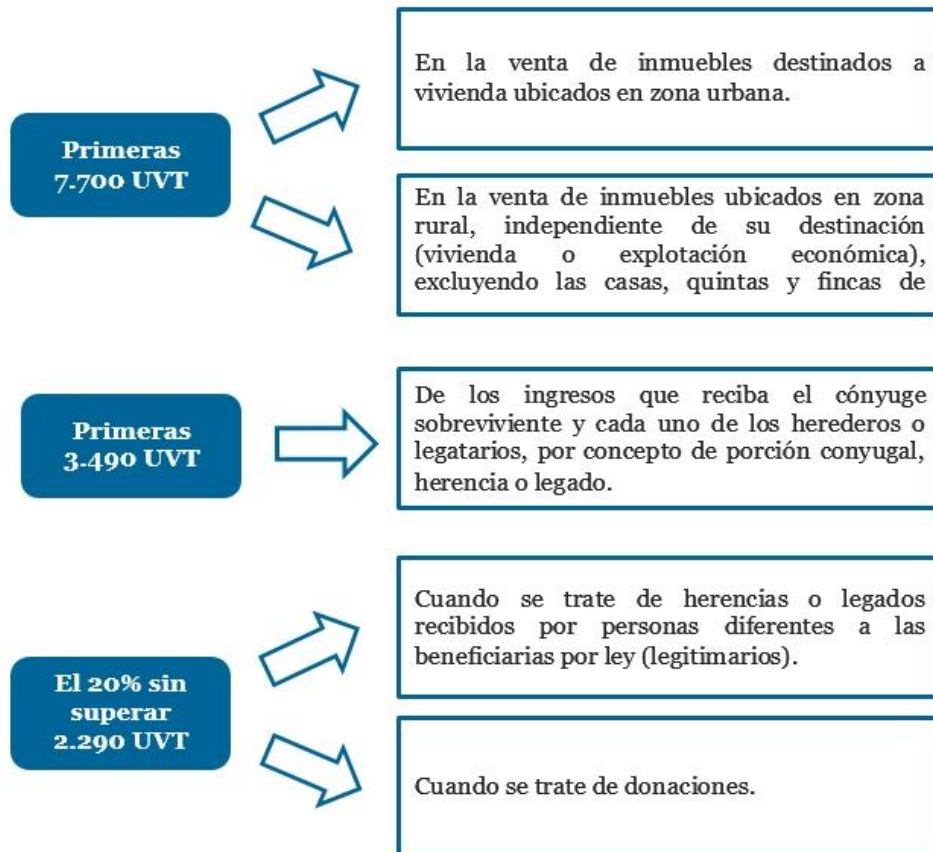 Primeras
7.700 UVT
En la venta de inmuebles destinados a
vivienda ubicados en zona urbana.
En la venta de inmuebles ubicados en zona
rural, independiente de su destinación
(vivienda o explotación económica),
excluyendo las casas, quintas y fincas de
Primeras
3.490 UVT
De los ingresos que reciba el cónyuge
sobreviviente y cada uno de los herederos o
legatarios, por concepto de porción conyugal,
herencia o legado.
El 20% sin
superar
2.290 UVT
Cuando se trate de herencias o legados
recibidos por personas diferentes a las
beneficiarias por ley (legitimarios).
Cuando se trate de donaciones.